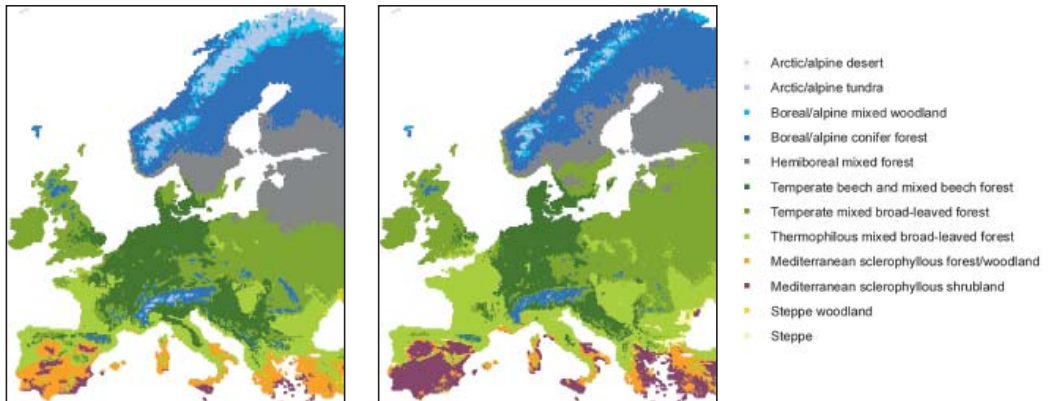 Arctic/alpine desert
Arctic/alpine tundra
Boreal/alpine mixed woodland
Boreal/alpine conifer forest
Hemiboreal mixed forest
Temperate beech and mixed beech forest
Temperate mixed broad-leaved forest
Thermophilous mixed broad-leaved forest
Mediterranean sclerophyllous forest/woodland
Mediterranean sclerophyllous shrubland
Steppe woodland
Steppe